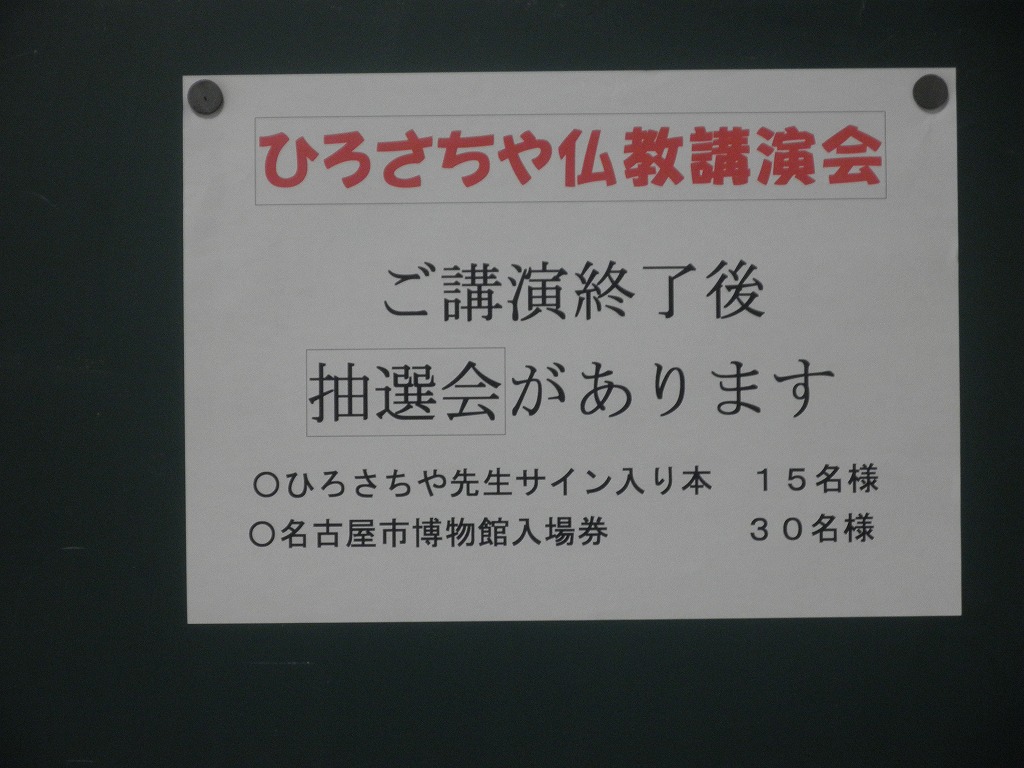 ひろさちや仏教講演会
ご講演終了後
抽選会があります
○ひろさちや先生サイン入り本　１５名様
○名古屋市博物館入場券　３０名様